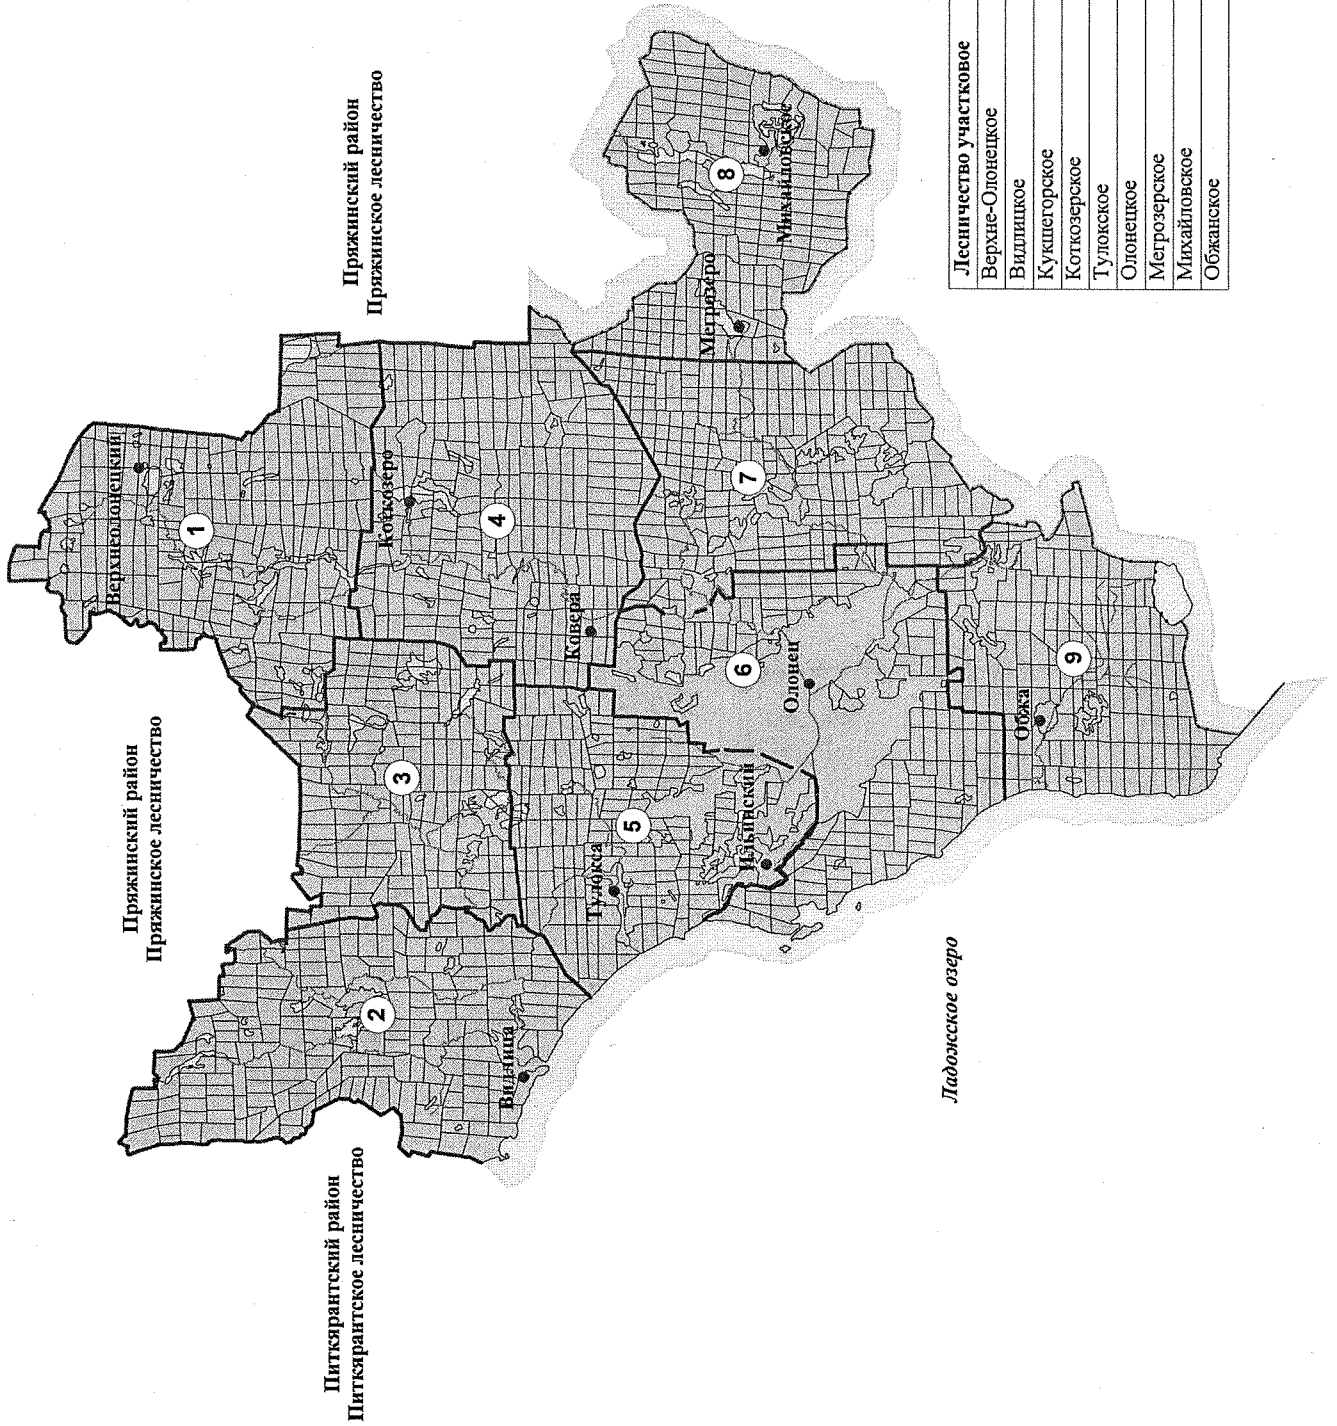 Пряжинский район
Пряжинское лесничество
Пряжинский район
Пряжинское лесничество
Питкярантский район
Питкярантское лесничество
Верхнеолонецкий
1
2
Видлица
3
Коткозеро
4
Ковера
Тулокса
5
Ильинский
6
Олонец
7
Мегрозеро
8
Михайловское
Обжа
9
Ладожское озеро
Лесничество участковое
Верхне-Олонецкое
Видлицкое
Куккшегорское
Коткозерское
Тулокское
Олонецкое
Мегрозерское
Михайловское
Обжанское